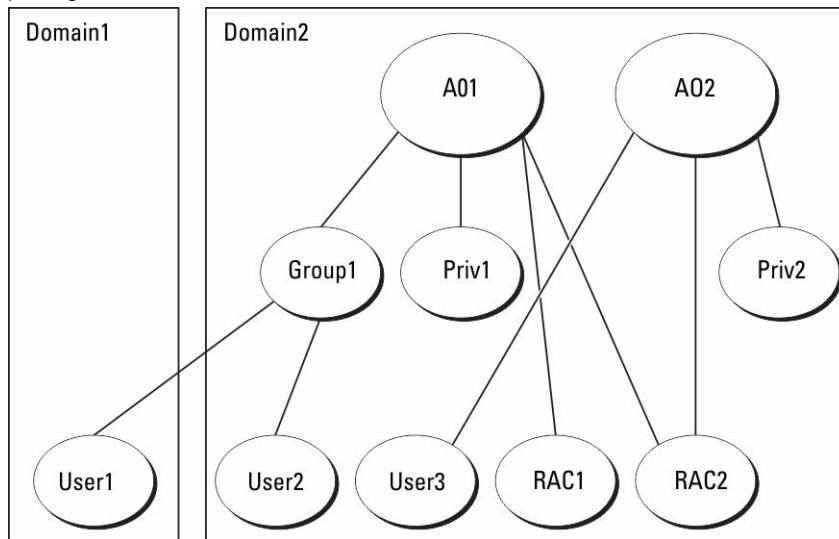 Domain1
Domain2
A01
AO2
Group1
Priv1
Priv2
User1
User2
User3
RAC1
RAC2